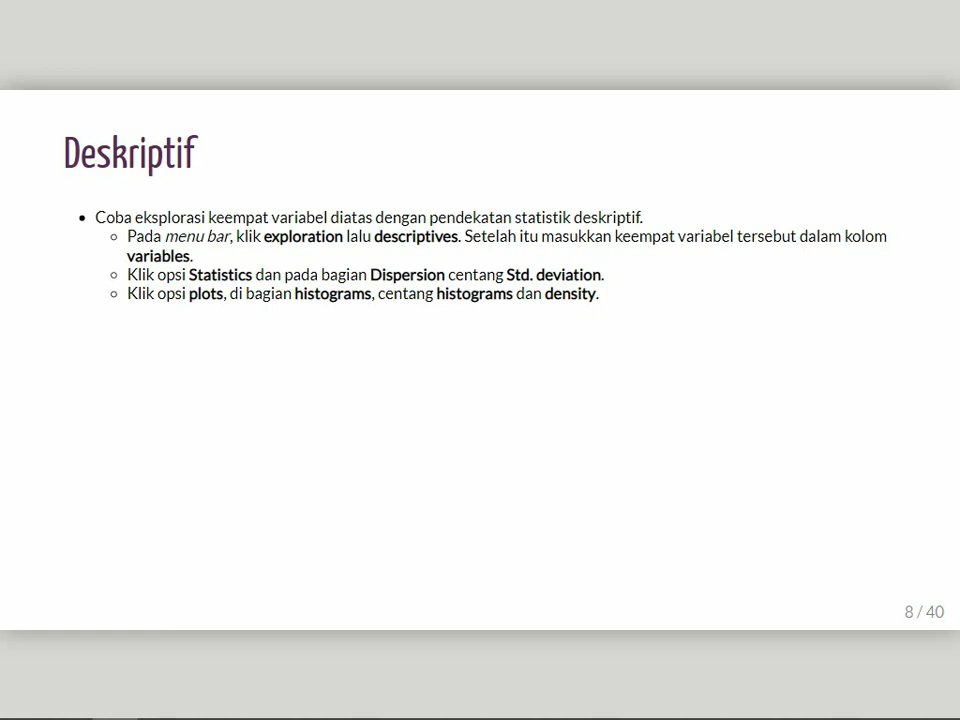 Deskriptif
Coba eksplorasi keempat variabel diatas dengan pendekatan statistik deskriptif.
Pada menu bar, klik exploration lalu descriptives. Setelah itu masukkan keempat variabel tersebut dalam kolom
variables.
Klik opsi Statistics dan pada bagian Dispersion centang Std. deviation.
Klik opsi plots, di bagian histograms, centang histograms dan density.
8 / 40